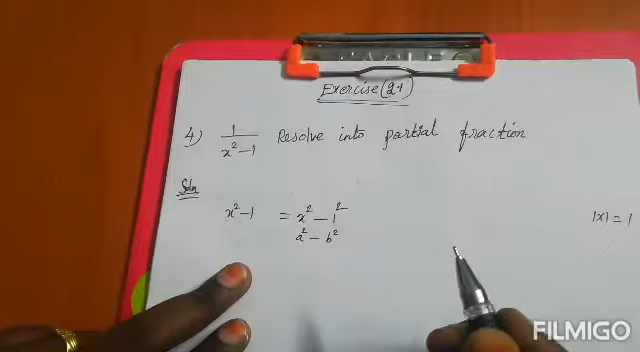 Exercise (2.1)
4) 1/(x²-1) Resolve into partial fraction
Soln
x²-1 = x² - 1²
a² - b²
1x1 = 1
FILMIGO